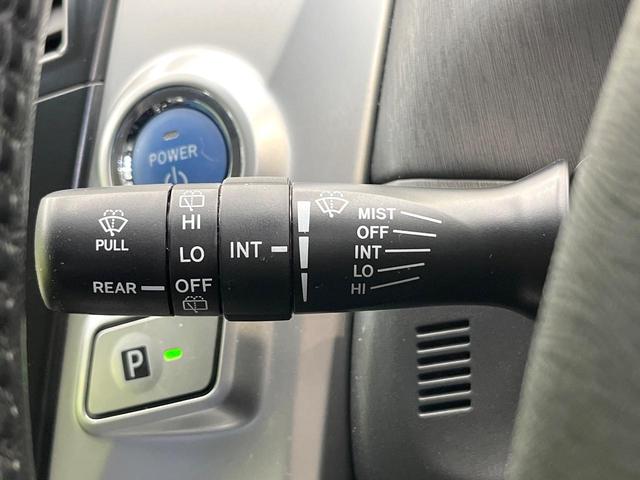 POWER
PULL
REAR
HI
LO
OFF
INT
MIST
OFF
INT
LO
HI
P